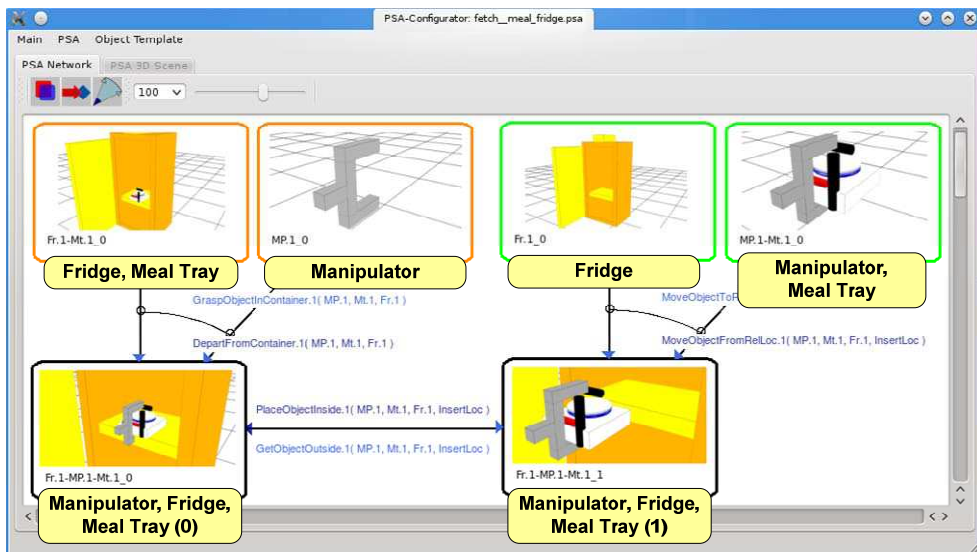 PSA-Configurator: fetch__meal_fridge.psa
Main PSA Object Template
PSA Network PSA 3D Scene
100
Fr.1-Mt.1_0
MP.1_0
Fr.1_0
MP.1-Mt.1_0
Fridge, Meal Tray
Manipulator
Fridge
Manipulator,
Meal Tray
GraspObjectInContainer.1( MP.1, Mt.1, Fr.1 )
MoveObjectToR
DepartFromContainer.1( MP.1, Mt.1, Fr.1 )
MoveObjectFromRelLoc.1( MP.1, Mt.1, Fr.1, InsertLoc )
PlaceObjectInside.1( MP.1, Mt.1, Fr.1, InsertLoc )
GetObjectOutside.1( MP.1, Mt.1, Fr.1, InsertLoc )
Fr.1-MP.1-Mt.1_0
Fr.1-MP.1-Mt.1_1
Manipulator, Fridge,
Meal Tray (0)
Manipulator, Fridge,
Meal Tray (1)